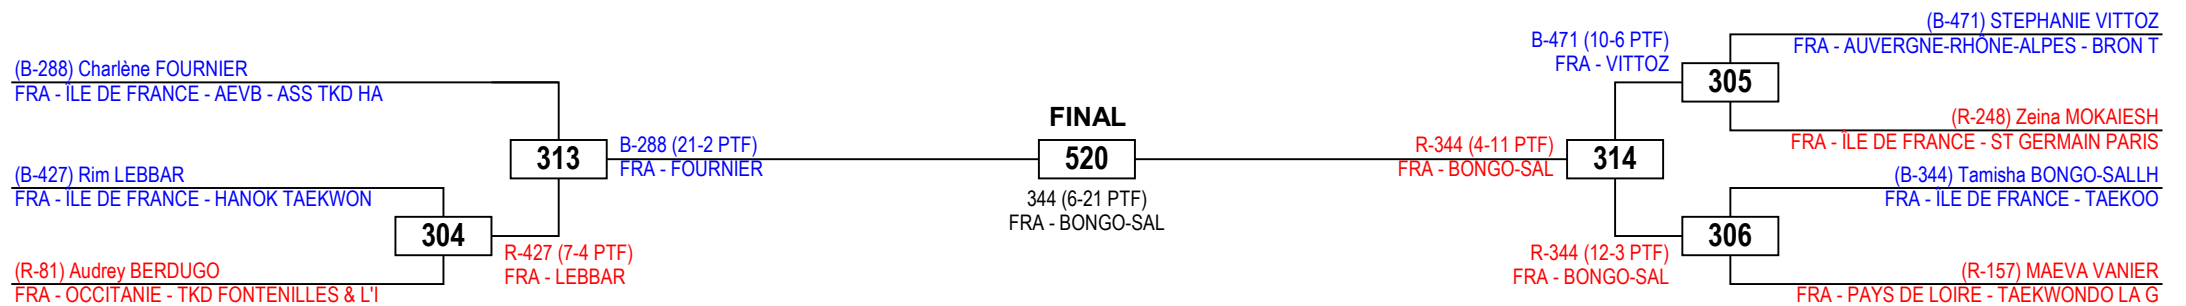 (B-288) Charlène FOURNIER
FRA - ÎLE DE FRANCE - AEVB - ASS TKD HA
(B-427) Rim LEBBAR
FRA - ÎLE DE FRANCE - HANOK TAEKWON
(R-81) Audrey BERDUGO
FRA - OCCITANIE - TKD FONTENILLES & L'I
304
R-427 (7-4 PTF)
FRA - LEBBAR
313
B-288 (21-2 PTF)
FRA - FOURNIER
FINAL
520
344 (6-21 PTF)
FRA - BONGO-SAL
R-344 (4-11 PTF)
FRA - BONGO-SAL
314
B-471 (10-6 PTF)
FRA - VITTOZ
305
R-344 (12-3 PTF)
FRA - BONGO-SAL
306
(B-471) STEPHANIE VITTOZ
FRA - AUVERGNE-RHÔNE-ALPES - BRON T
(R-248) Zeina MOKAIESH
FRA - ÎLE DE FRANCE - ST GERMAIN PARIS
(B-344) Tamisha BONGO-SALLH
FRA - ÎLE DE FRANCE - TAEKOO
(R-157) MAEVA VANIER
FRA - PAYS DE LOIRE - TAEKWONDO LA G